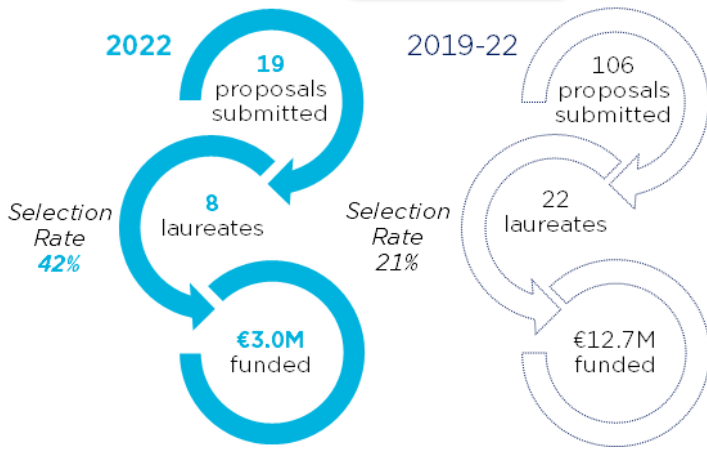 2022
19
proposals
submitted
8
laureates
Selection
Rate
42%
€3.0M
funded
2019-22
106
proposals
submitted
22
laureates
Selection
Rate
21%
€12.7M
funded